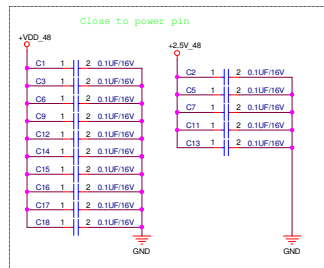 Close to power pin
+VDD_48
C1 1 2 0.1UF/16V
C3 1 2 0.1UF/16V
C6 1 2 0.1UF/16V
C9 1 2 0.1UF/16V
C12 1 2 0.1UF/16V
C14 1 2 0.1UF/16V
C15 1 2 0.1UF/16V
C16 1 2 0.1UF/16V
C17 1 2 0.1UF/16V
C18 1 2 0.1UF/16V
GND
+2.5V_48
C2 1 2 0.1UF/16V
C5 1 2 0.1UF/16V
C7 1 2 0.1UF/16V
C11 1 2 0.1UF/16V
C13 1 2 0.1UF/16V
GND